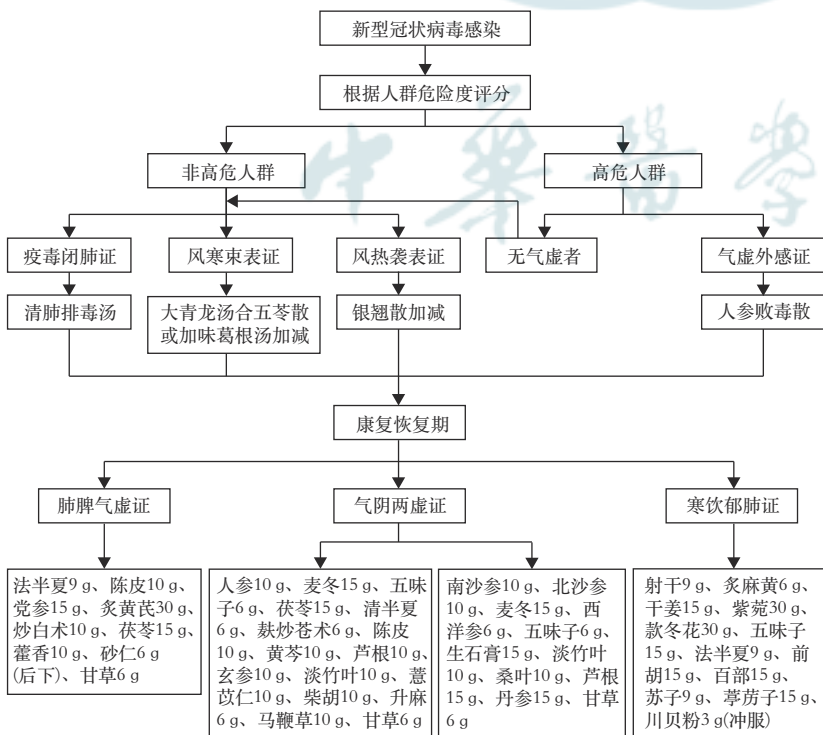 新型冠状病毒感染
根据人群危险度评分
非高危人群
高危人群
疫毒闭肺证
风寒束表证
风热袭表证
无气虚者
气虚外感证
清肺排毒汤
大青龙汤合五苓散
或加味葛根汤加减
银翘散加减
人参败毒散
康复恢复期
肺脾气虚证
气阴两虚证
寒饮郁肺证
法半夏9 g、陈皮10 g、
党参15 g、炙黄芪30 g、
炒白术10 g、茯苓15 g、
藿香10 g、砂仁6 g
(后下)、甘草6 g
人参10 g、麦冬15 g、五味
子6 g、茯苓15 g、清半夏
6 g、麸炒苍术6 g、陈皮
10 g、黄芩10 g、芦根10 g、
玄参10 g、淡竹叶10 g、薏
苡仁10 g、柴胡10 g、升麻
6 g、马鞭草10 g、甘草6 g
南沙参10 g、北沙参
10 g、麦冬15 g、西
洋参6 g、五味子6 g、
生石膏15 g、淡竹叶
10 g、桑叶10 g、芦根
15 g、丹参15 g、甘草
6 g
射干9 g、炙麻黄6 g、
干姜15 g、紫菀30 g、
款冬花30 g、五味子
15 g、法半夏9 g、前
胡15 g、百部15 g、
苏子9 g、葶苈子15 g、
川贝粉3 g(冲服)
中华医学